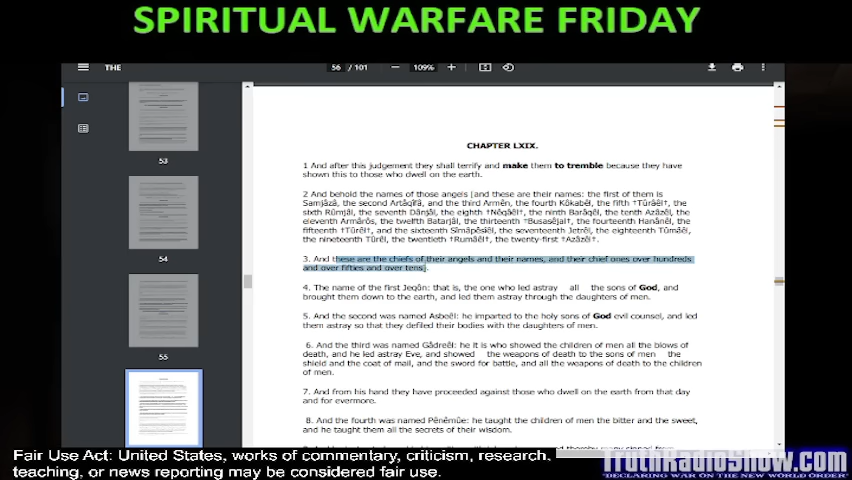 SPIRITUAL WARFARE FRIDAY
THE
56 / 101
109%
CHAPTER LXIX.
1 And after this judgement they shall terrify and make them to tremble because they have
shown this to those who dwell on the earth.
2 And behold the names of those angels [and these are their names: the first of them is
Samjâzâ, the second Artâqîfâ, and the third Armên, the fourth Kôkabêl, the fifth †Tûrâêl†, the
sixth Rûmjâl, the seventh Dânjâl, the eighth †Nêqâêl†, the ninth Barâqêl, the tenth Azâzêl, the
eleventh Armârôs, the twelfth Batarjâl, the thirteenth †Busasêjal†, the fourteenth Hanânêl, the
fifteenth †Tûrêl†, and the sixteenth Sîmâpêsîêl, the seventeenth Jetrêl, the eighteenth Tûmâêl,
the nineteenth Tûrêl, the twentieth †Rumâêl†, the twenty-first †Azâzêl†.
3. And these are the chiefs of their angels and their names, and their chief ones over hundreds
and over fifties and over tens].
4. The name of the first Jeqôn: that is, the one who led astray all the sons of God, and
brought them down to the earth, and led them astray through the daughters of men.
5. And the second was named Asbeêl: he imparted to the holy sons of God evil counsel, and led
them astray so that they defiled their bodies with the daughters of men.
6. And the third was named Gâdreêl: he it is who showed the children of men all the blows of
death, and he led astray Eve, and showed the weapons of death to the sons of men the
shield and the coat of mail, and the sword for battle, and all the weapons of death to the children
of men.
7. And from his hand they have proceeded against those who dwell on the earth from that day
and for evermore.
8. And the fourth was named Pênêmûe: he taught the children of men the bitter and the sweet,
and he taught them all the secrets of their wisdom.
53
54
55
Fair Use Act: United States, works of commentary, criticism, research,
teaching, or news reporting may be considered fair use.
TruthRadioShow.com
"DECLARING WAR ON THE NEW WORLD ORDER"